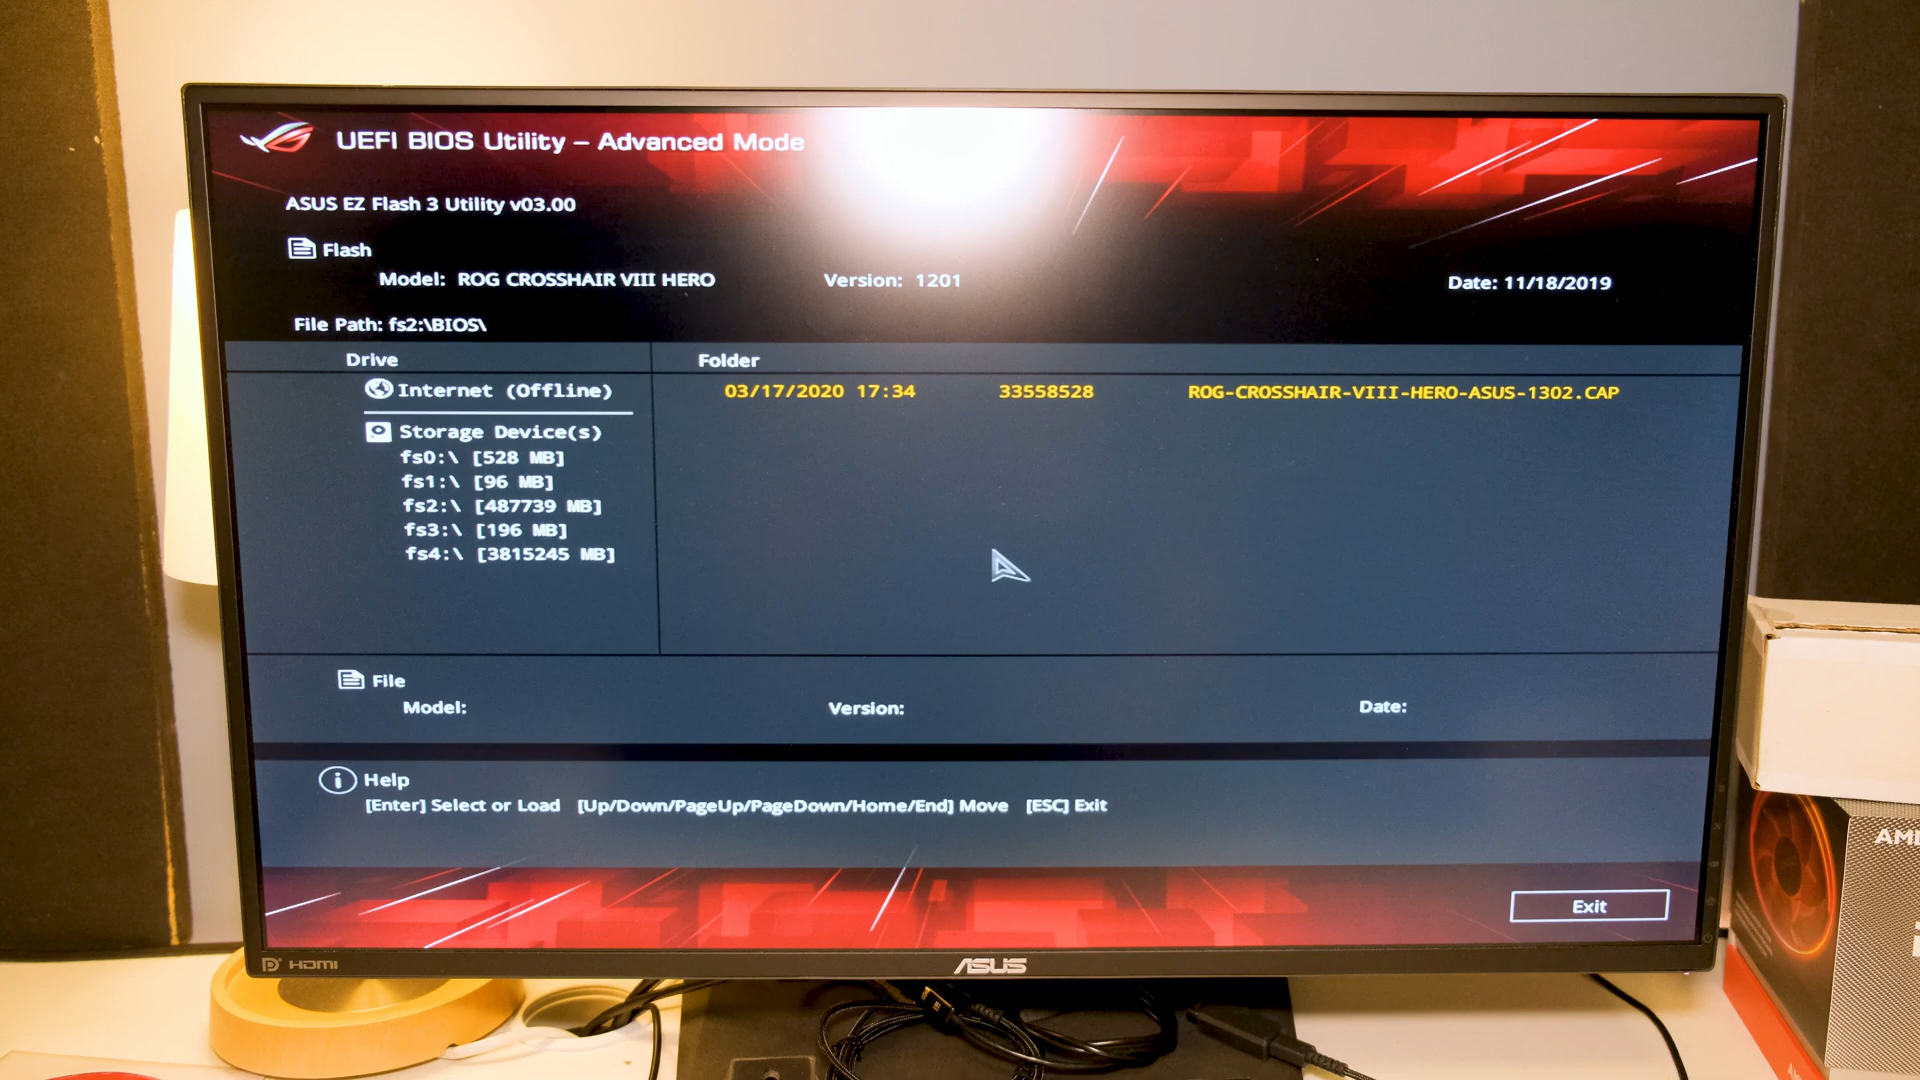 UEFI BIOS Utility – Advanced Mode
ASUS EZ Flash 3 Utility v03.00
Flash
Model: ROG CROSSHAIR VIII HERO Version: 1201 Date: 11/18/2019
File Path: fs2:\BIOS\
Drive Folder
Internet (Offline) 03/17/2020 17:34 33558528 ROG-CROSSHAIR-VIII-HERO-ASUS-1302.CAP
Storage Device(s)
fs0:\ [528 MB]
fs1:\ [96 MB]
fs2:\ [487739 MB]
fs3:\ [196 MB]
fs4:\ [3815245 MB]
File
Model: Version: Date:
Help
[Enter] Select or Load [Up/Down/PageUp/PageDown/Home/End] Move [ESC] Exit
Exit
HDMI
ASUS